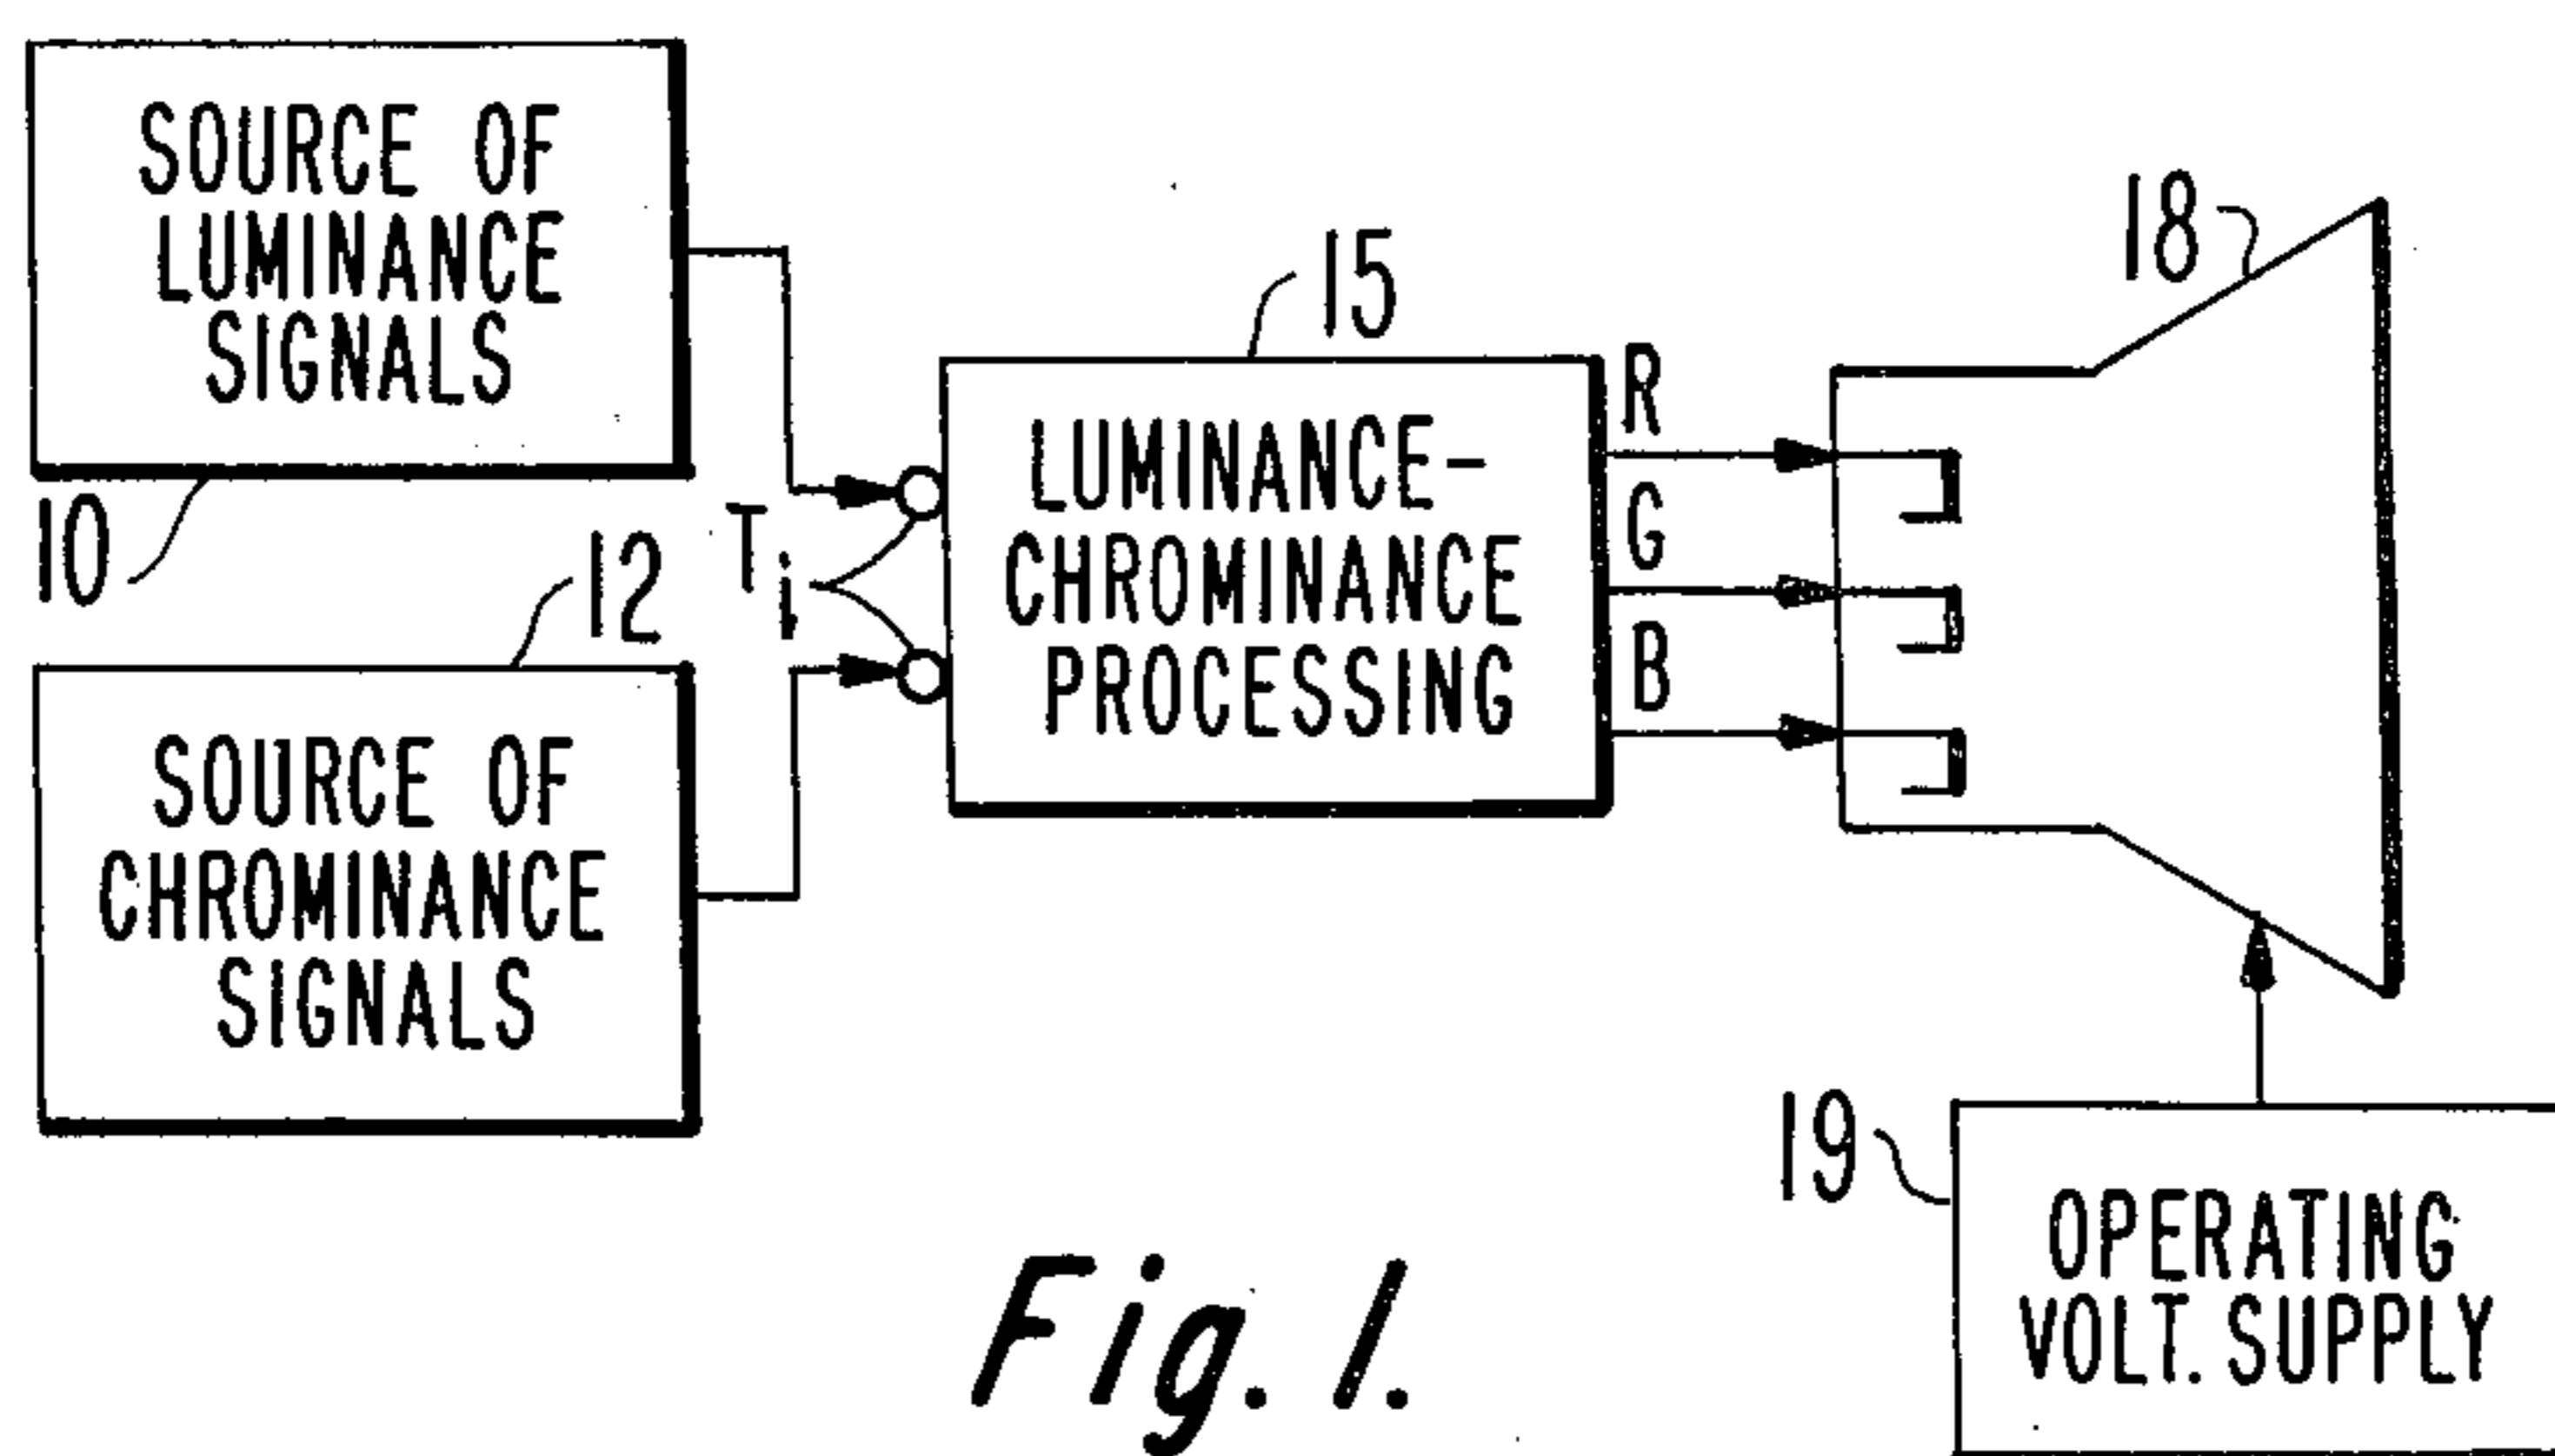 SOURCE OF
LUMINANCE
SIGNALS
10
12
SOURCE OF
CHROMINANCE
SIGNALS
Ti
15
LUMINANCE-
CHROMINANCE
PROCESSING
R
G
B
18
19
OPERATING
VOLT. SUPPLY
Fig. 1.